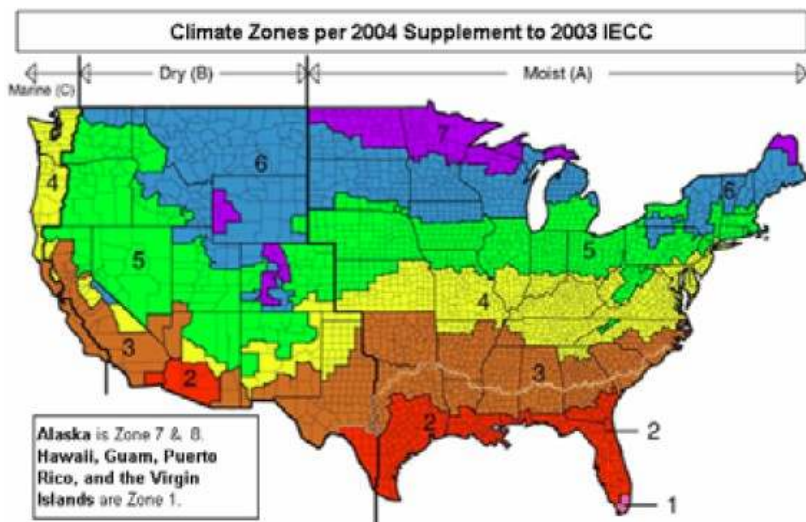 Climate Zones per 2004 Supplement to 2003 IECC
Marine (C)
Dry (B)
Moist (A)
7
6
4
6
5
5
4
3
3
2
2
2
1
Alaska is Zone 7 & 8.
Hawaii, Guam, Puerto
Rico, and the Virgin
Islands are Zone 1.